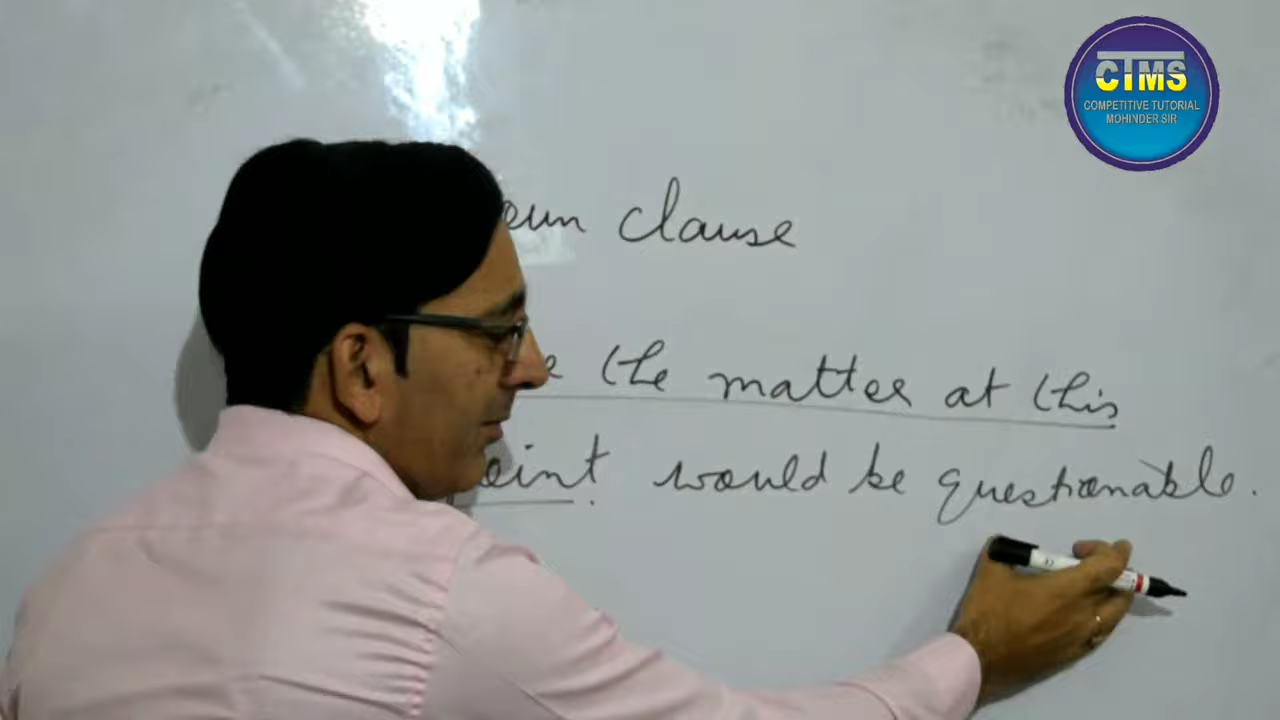 CTMS
COMPETITIVE TUTORIAL
MOHINDER SIR
clause
the matter at this
would be questionable.